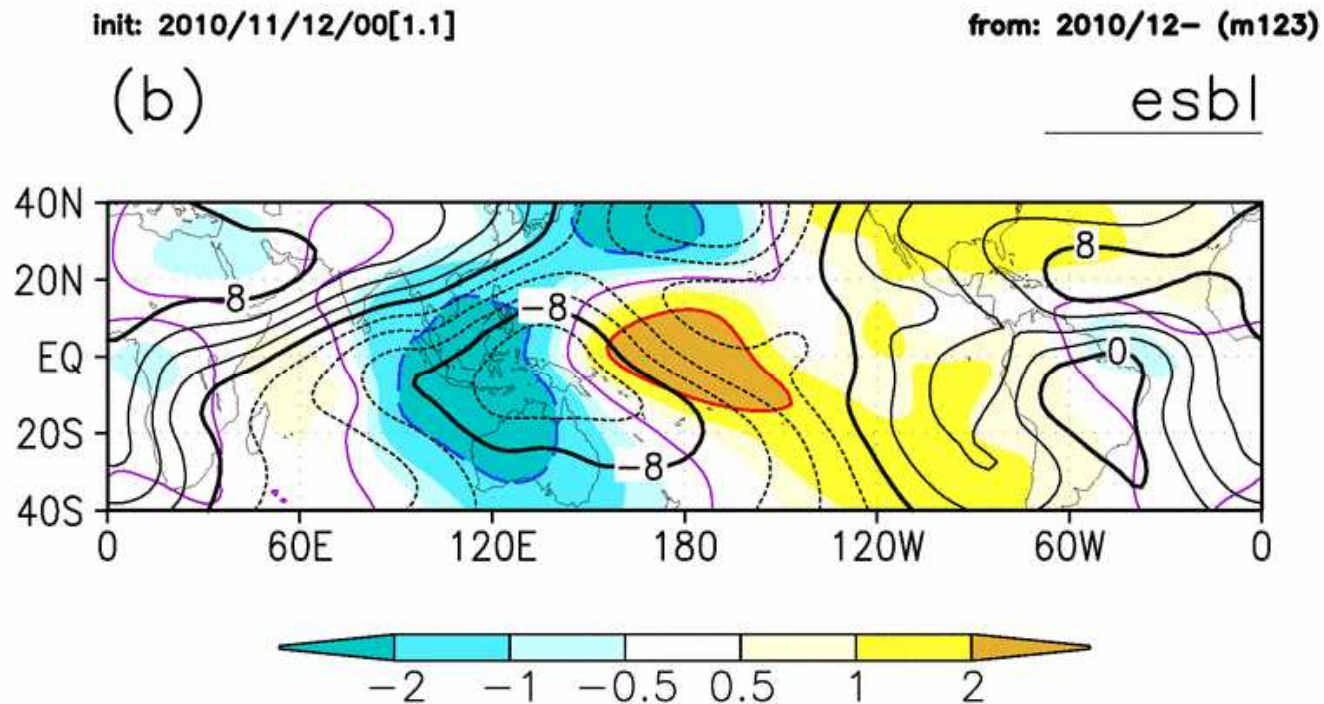 init: 2010/11/12/00[1.1] from: 2010/12- (m123)
(b) esbl
40N
20N
EQ
20S
40S
8
-8
8
0
-8
0 60E 120E 180 120W 60W 0
-2 -1 -0.5 0.5 1 2